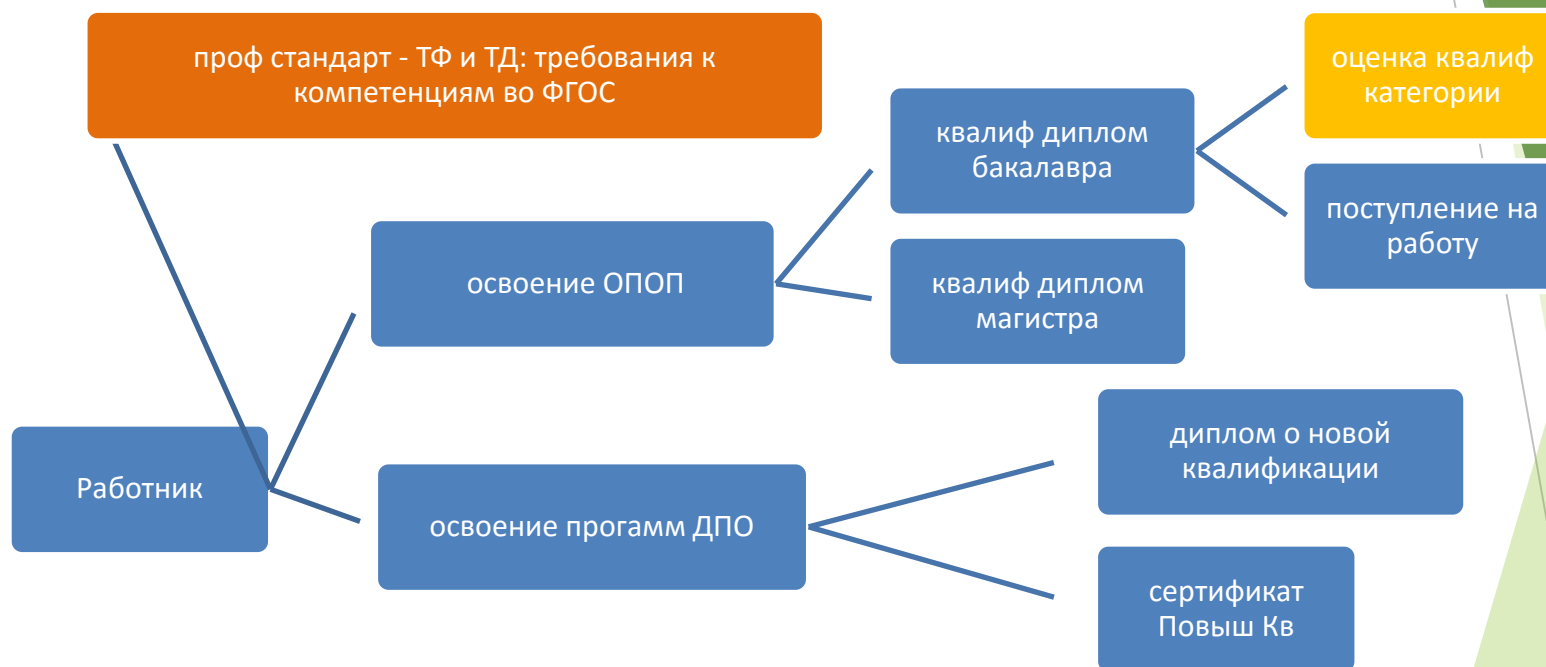 проф стандарт - ТФ и ТД: требования к
компетенциям во ФГОС
оценка квалиф
категории
квалиф диплом
бакалавра
поступление на
работу
освоение ОПОП
квалиф диплом
магистра
диплом о новой
квалификации
Работник
освоение прогамм ДПО
сертификат
Повыш Кв